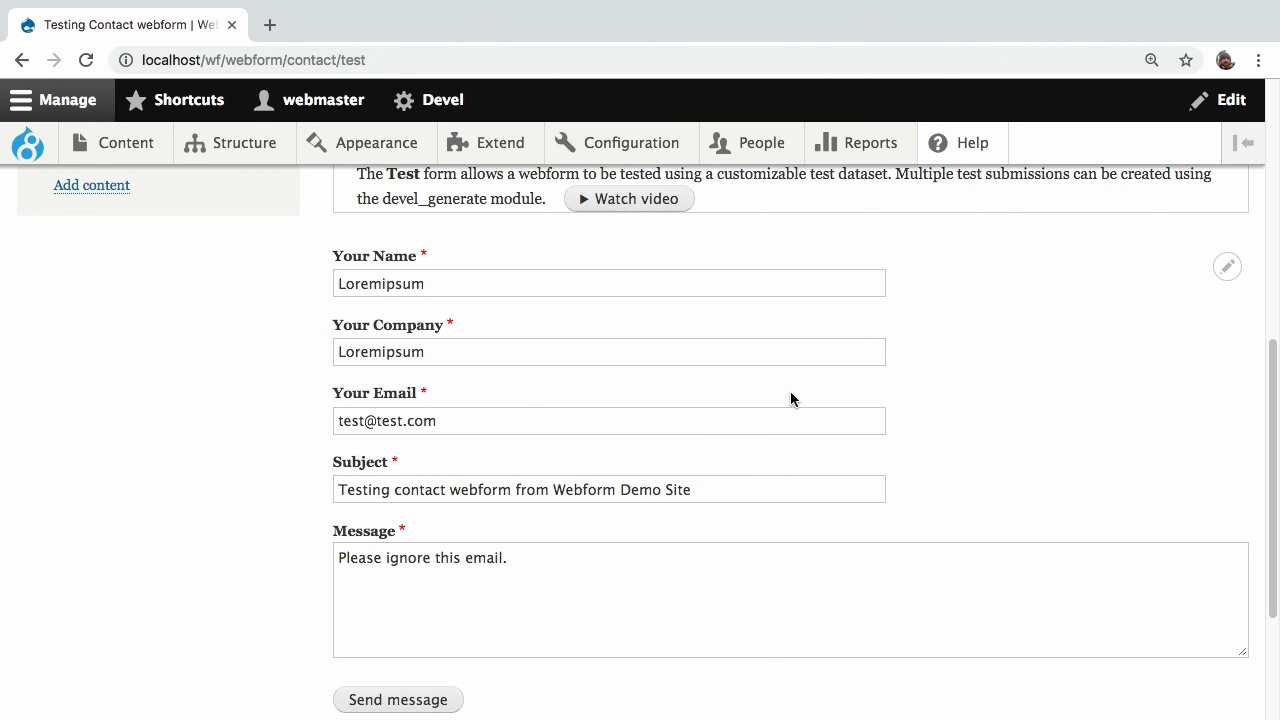 Testing Contact webform | We
localhost/wf/webform/contact/test
Manage Shortcuts webmaster Devel Edit
Content Structure Appearance Extend Configuration People Reports Help
Add content
The Test form allows a webform to be tested using a customizable test dataset. Multiple test submissions can be created using
the devel_generate module. Watch video
Your Name *
Loremipsum
Your Company *
Loremipsum
Your Email *
test@test.com
Subject *
Testing contact webform from Webform Demo Site
Message *
Please ignore this email.
Send message